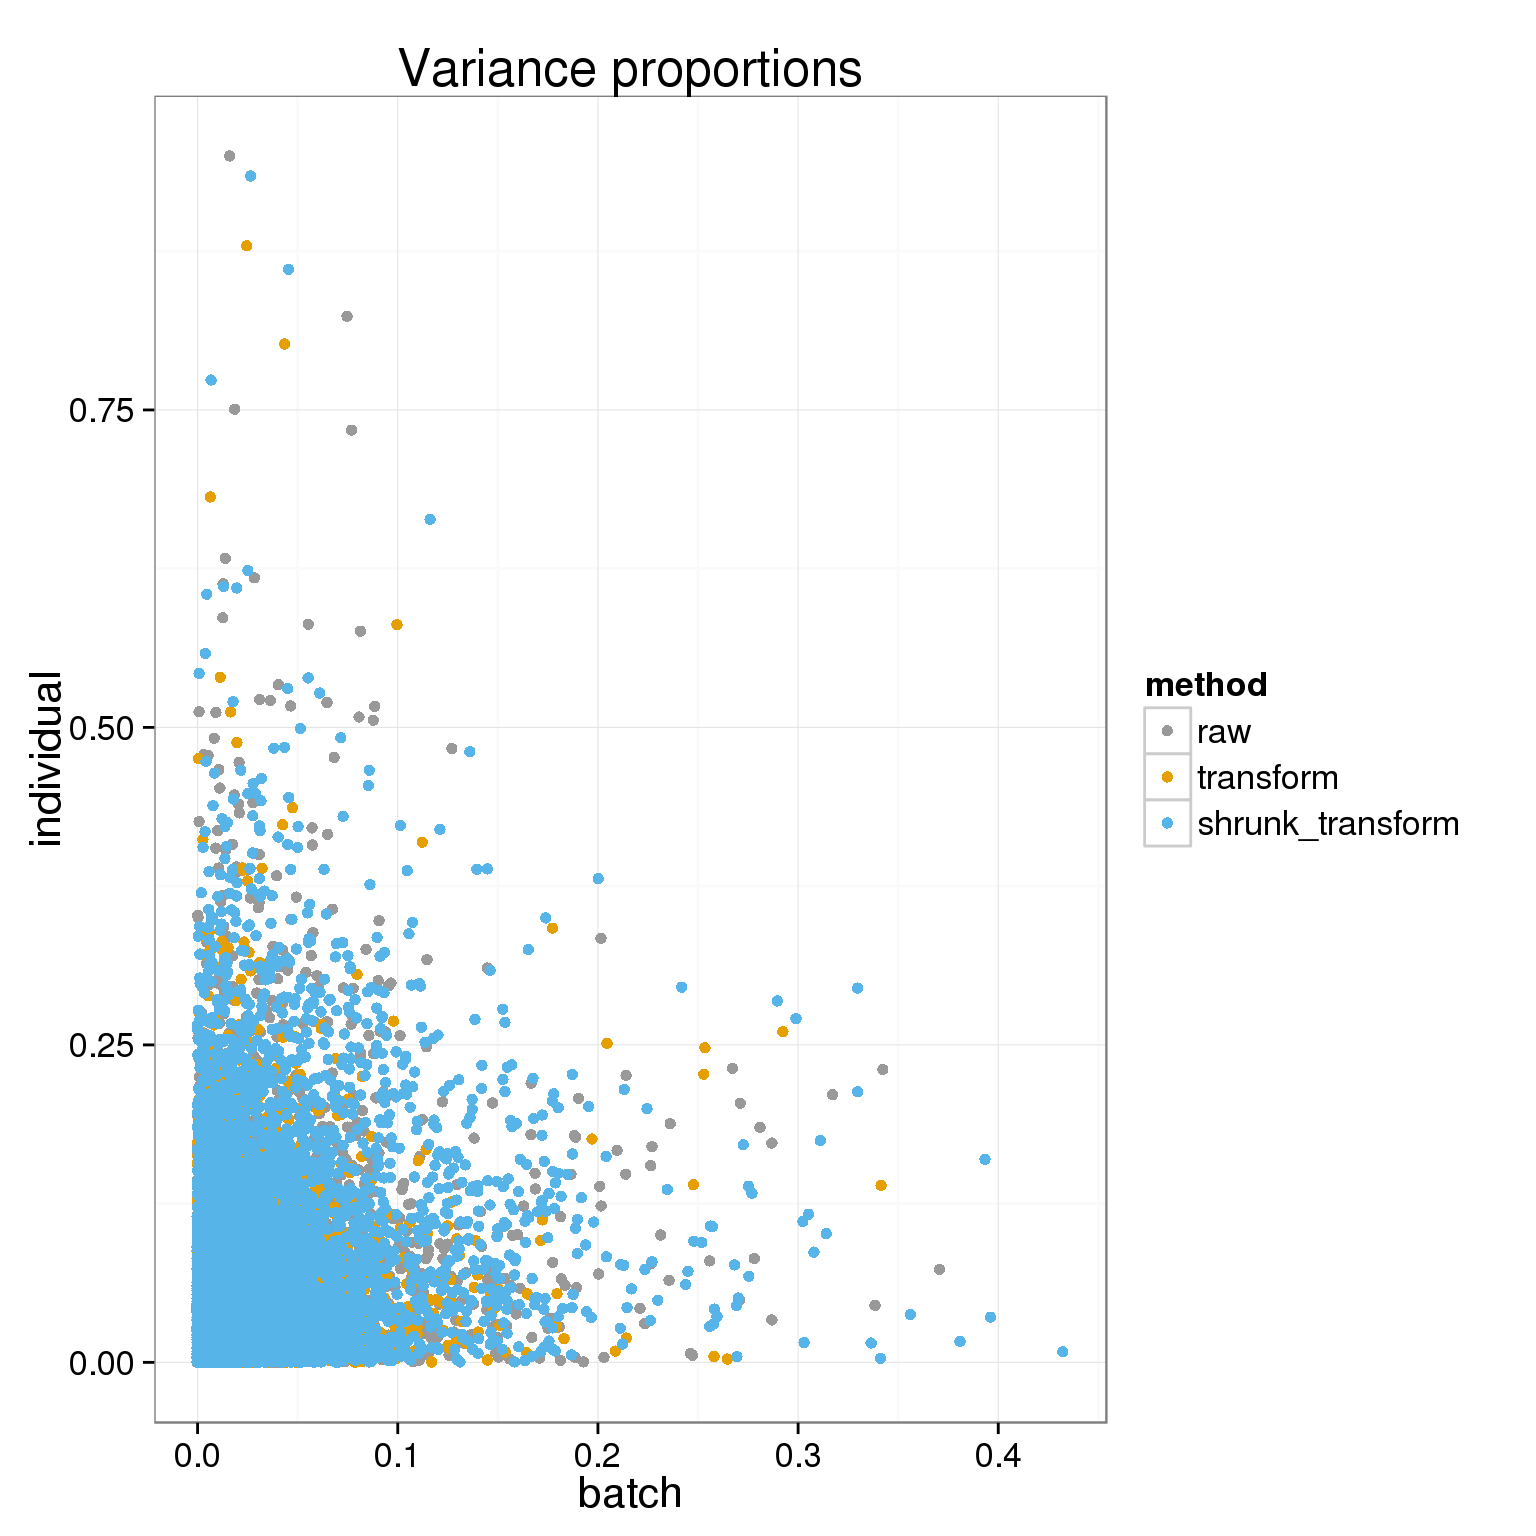 Variance proportions
individual
0.75
0.50
0.25
0.00
0.0 0.1 0.2 0.3 0.4
batch
method
raw
transform
shrunk_transform